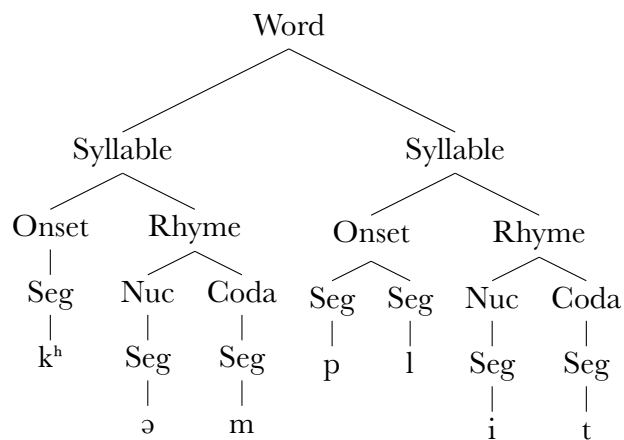 Word
Syllable Syllable
Onset Rhyme Onset Rhyme
Seg Nuc Coda Seg Seg Nuc Coda
kʰ Seg Seg p l Seg Seg
ə m i t